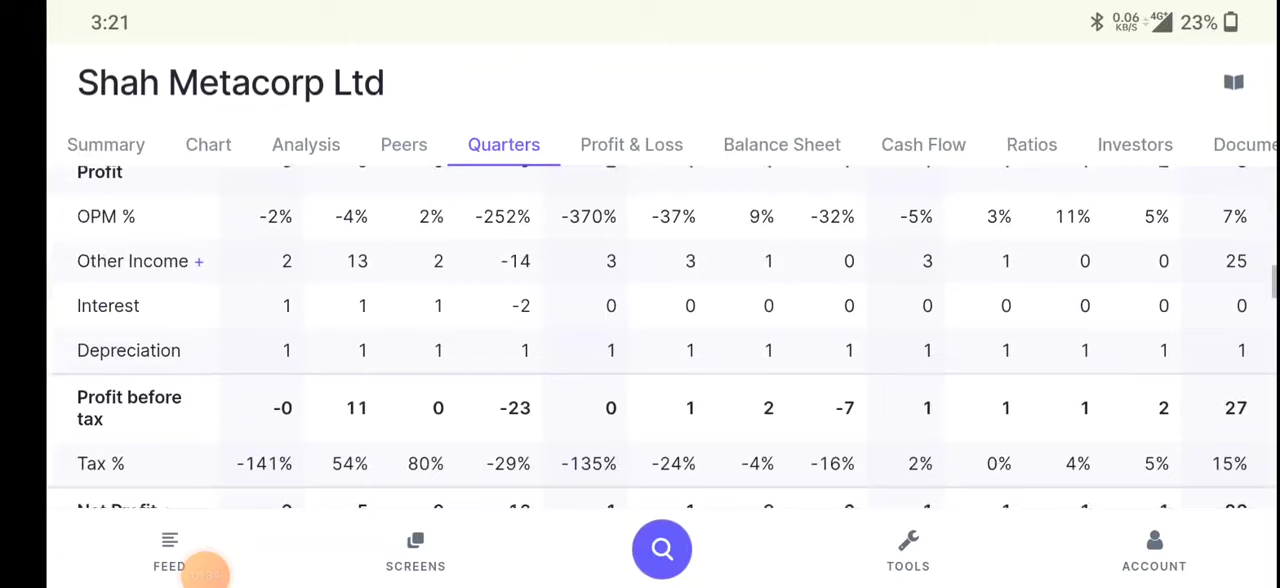 3:21 0.06 KB/S 4G+ 23%
Shah Metacorp Ltd
Summary Chart Analysis Peers Quarters Profit & Loss Balance Sheet Cash Flow Ratios Investors Docume
Profit
OPM % -2% -4% 2% -252% -370% -37% 9% -32% -5% 3% 11% 5% 7%
Other Income + 2 13 2 -14 3 3 1 0 3 1 0 0 25
Interest 1 1 1 -2 0 0 0 0 0 0 0 0 0
Depreciation 1 1 1 1 1 1 1 1 1 1 1 1 1
Profit before
tax -0 11 0 -23 0 1 2 -7 1 1 1 2 27
Tax % -141% 54% 80% -29% -135% -24% -4% -16% 2% 0% 4% 5% 15%
Net Profit
FEED SCREENS TOOLS ACCOUNT